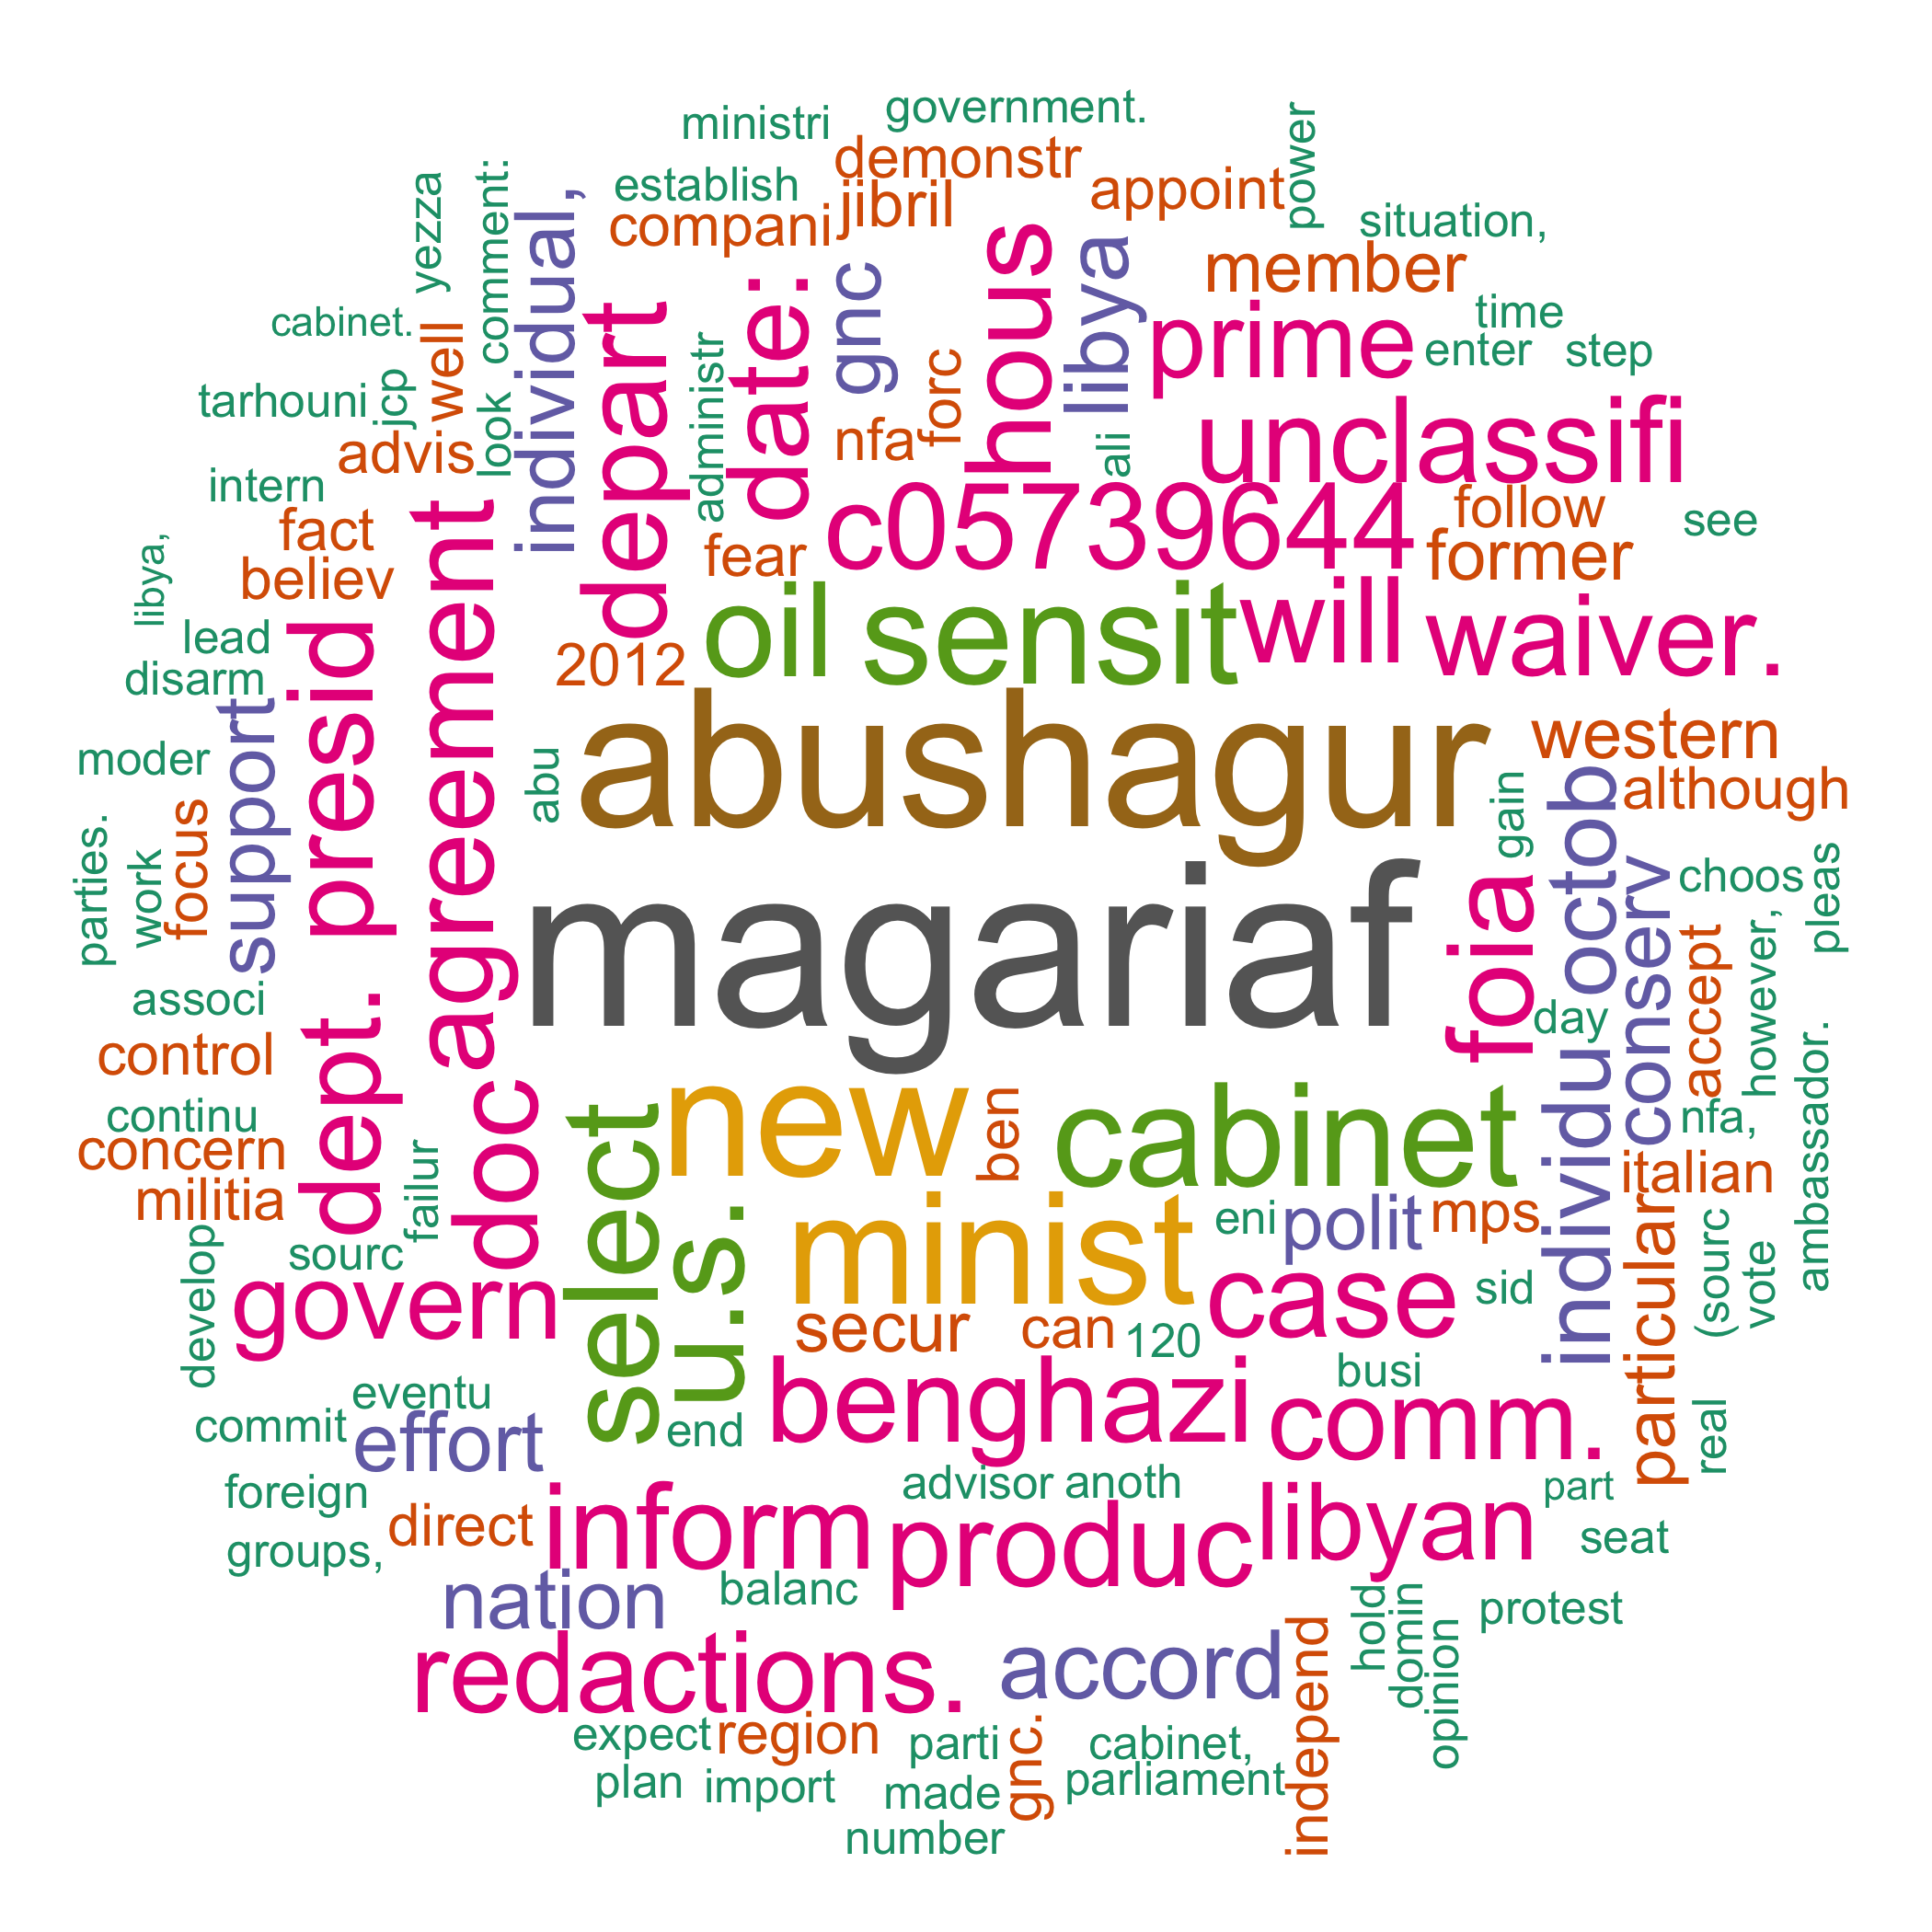 government.
ministri
power
demonstr
yezza
comment:
establish
appoint
jibril
individual,
compani
situation,
hous
libya
member
gnc
date:
depart
cabinet.
time
prime
well
administr
enter
step
forc
jcp
tarhouni
look
unclassifi
nfa
ali
advis
intern
c05739644
follow
see
agreement
fact
libya,
fear
former
believ
oil
sensit
will
waiver.
presid
lead
2012
disarm
support
abushagur
western
moder
abu
octob
although
gain
parties.
work
focus
magariaf
foia
conserv
choos
pleas
accept
however,
associ
dept.
day
ambassador.
control
doc
select
new
ben
cabinet
individu
nfa,
continu
concern
failur
italian
militia
minist
eni
polit
mps
particular
(sourc
vote
develop
sourc
u.s.
govern
case
sid
secur
can
120
benghazi
busi
eventu
commit
effort
end
comm.
real
foreign
inform
advisor
anoth
produc
libyan
part
direct
groups,
seat
nation
balanc
hold
domin
protest
redactions.
accord
independ
opinion
expect
region
parti
gnc.
cabinet,
plan
import
made
parliament
number